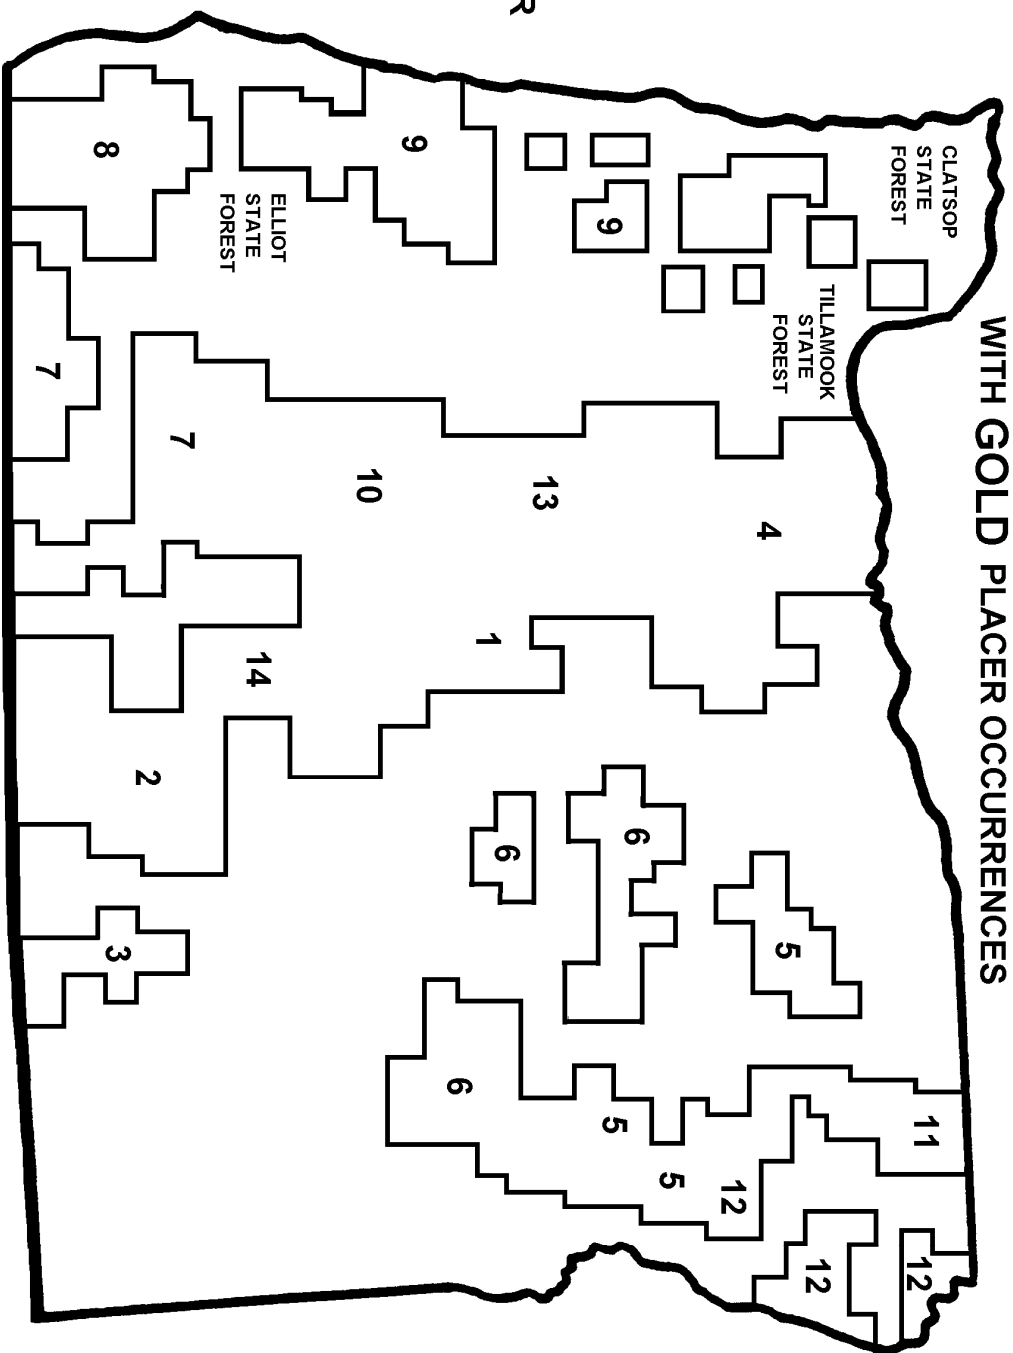 WITH GOLD PLACER OCCURRENCES
CLATSOP
STATE
FOREST
11
12
TILLAMOOK
STATE
FOREST
12
5
4
12
5
6
5
9
13
R
6
1
6
9
10
ELLIOT
STATE
FOREST
14
7
2
3
8
7